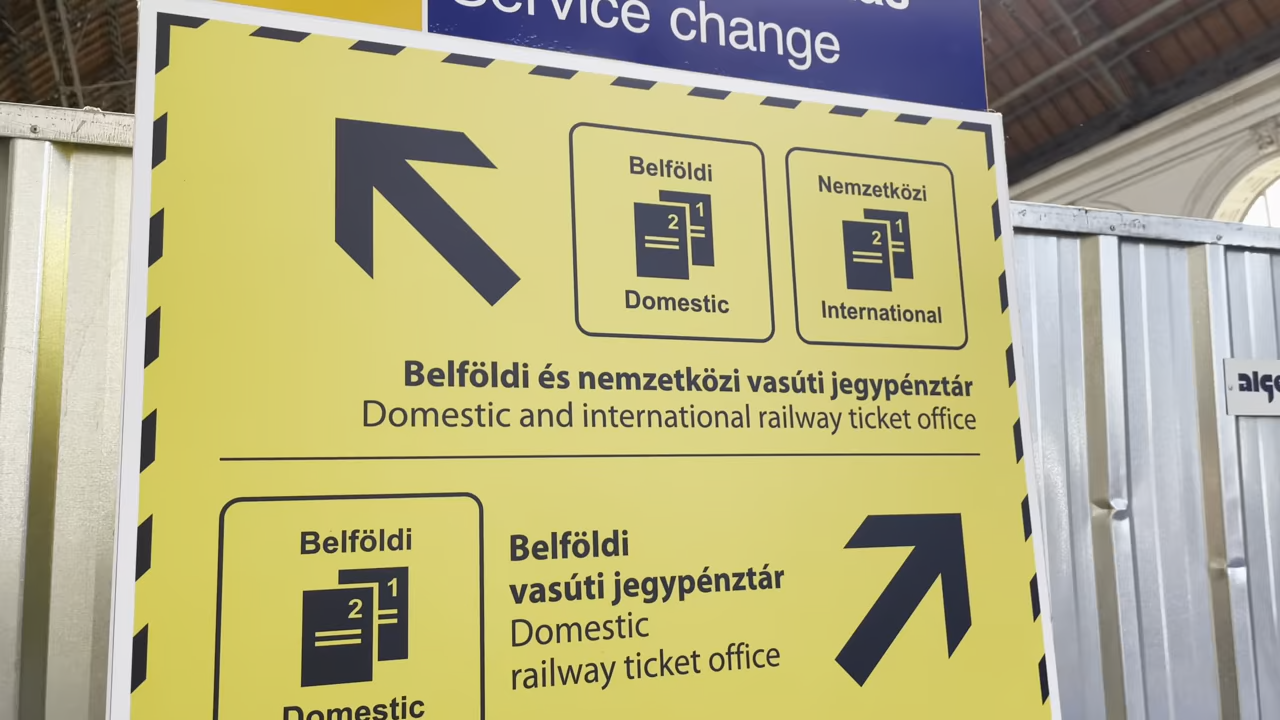 Service change
Belföldi
2 1
Domestic
Nemzetközi
2 1
International
Belföldi és nemzetközi vasúti jegypénztár
Domestic and international railway ticket office
Belföldi
2 1
Domestic
Belföldi
vasúti jegypénztár
Domestic
railway ticket office